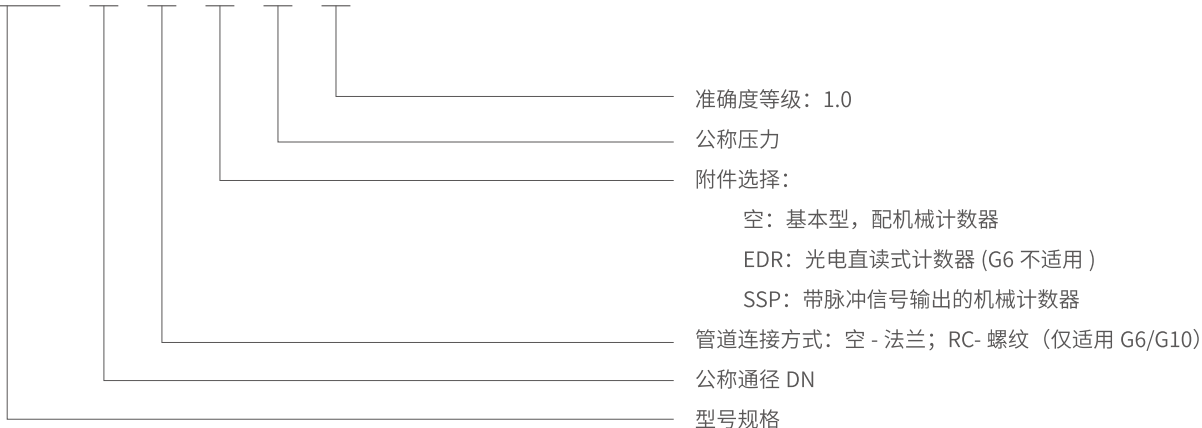 准确度等级：1.0
公称压力
附件选择：
空：基本型，配机械计数器
EDR：光电直读式计数器 (G6 不适用 )
SSP：带脉冲信号输出的机械计数器
管道连接方式：空 - 法兰；RC- 螺纹（仅适用 G6/G10）
公称通径 DN
型号规格